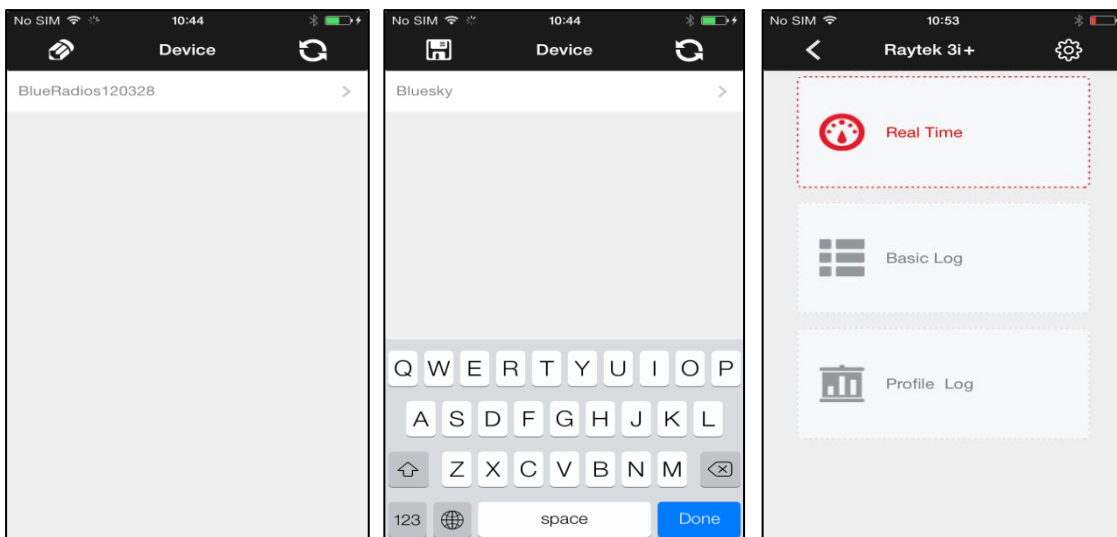 No SIM 10:44
Device
BlueRadios120328
No SIM 10:44
Device
Bluesky
Q W E R T Y U I O P
A S D F G H J K L
Z X C V B N M
123 space Done
No SIM 10:53
Raytek 3i+
Real Time
Basic Log
Profile Log